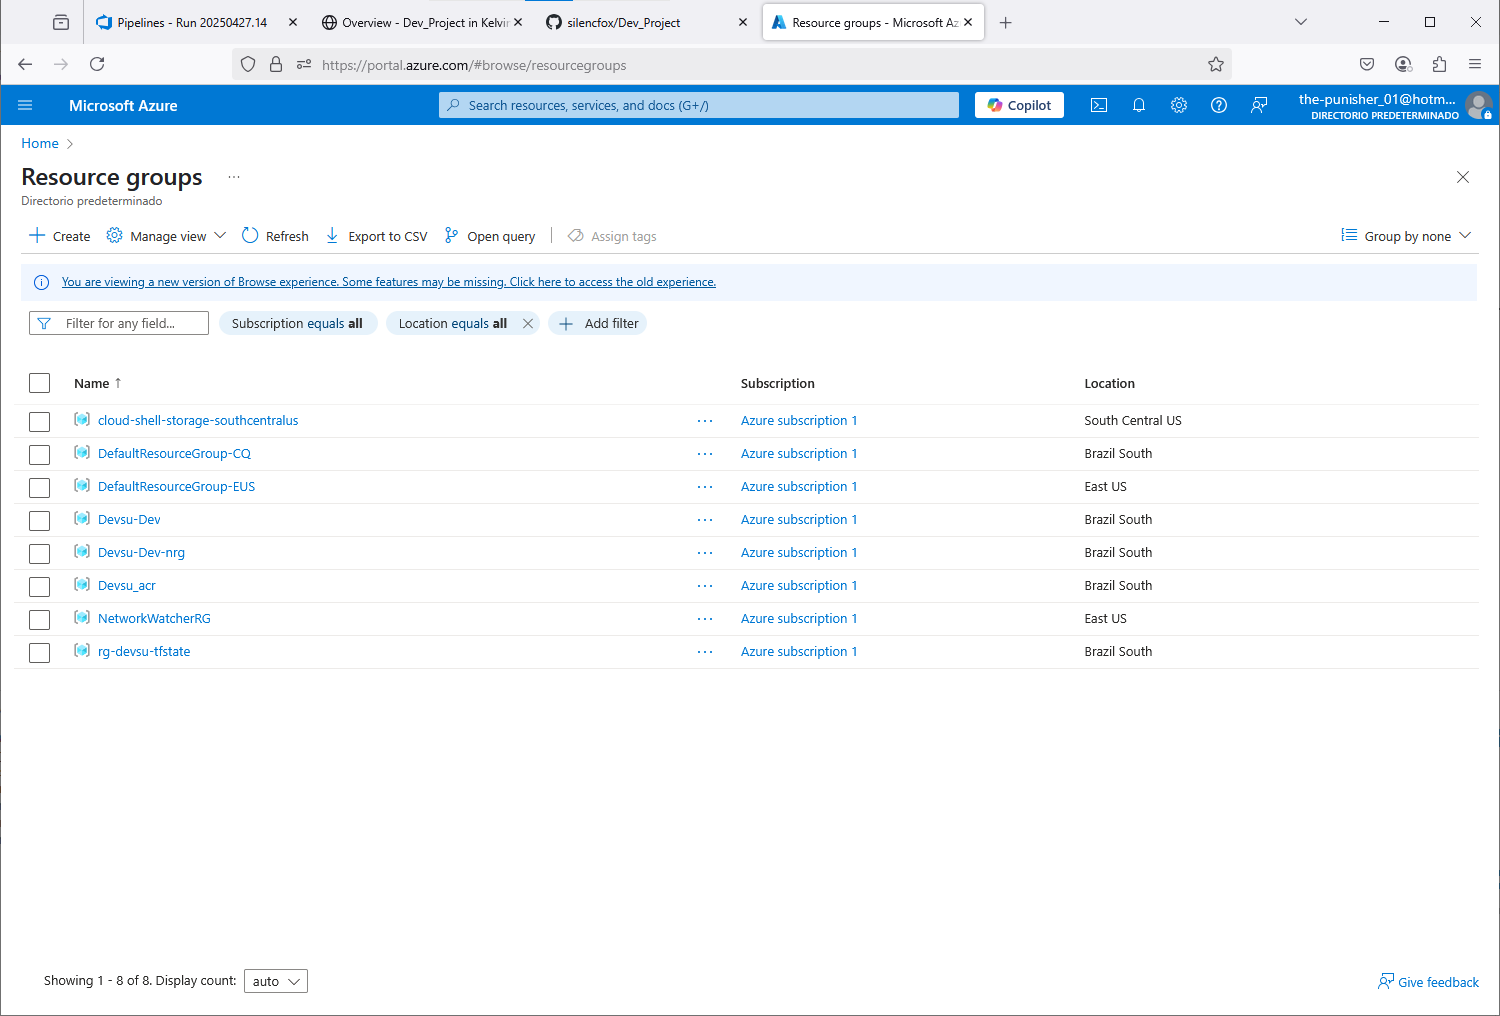 Pipelines - Run 20250427.14
Overview - Dev_Project in Kelvin
silencfox/Dev_Project
Resource groups - Microsoft Az
https://portal.azure.com/#browse/resourcegroups
Microsoft Azure
Search resources, services, and docs (G+/)
Copilot
the-punisher_01@hotm...
DIRECTORIO PREDETERMINADO
Home
Resource groups
Directorio predeterminado
Create
Manage view
Refresh
Export to CSV
Open query
Assign tags
Group by none
You are viewing a new version of Browse experience. Some features may be missing. Click here to access the old experience.
Filter for any field...
Subscription equals all
Location equals all
Add filter
Name ↑ Subscription Location
cloud-shell-storage-southcentralus ... Azure subscription 1 South Central US
DefaultResourceGroup-CQ ... Azure subscription 1 Brazil South
DefaultResourceGroup-EUS ... Azure subscription 1 East US
Devsu-Dev ... Azure subscription 1 Brazil South
Devsu-Dev-nrg ... Azure subscription 1 Brazil South
Devsu_acr ... Azure subscription 1 Brazil South
NetworkWatcherRG ... Azure subscription 1 East US
rg-devsu-tfstate ... Azure subscription 1 Brazil South
Showing 1 - 8 of 8. Display count: auto
Give feedback